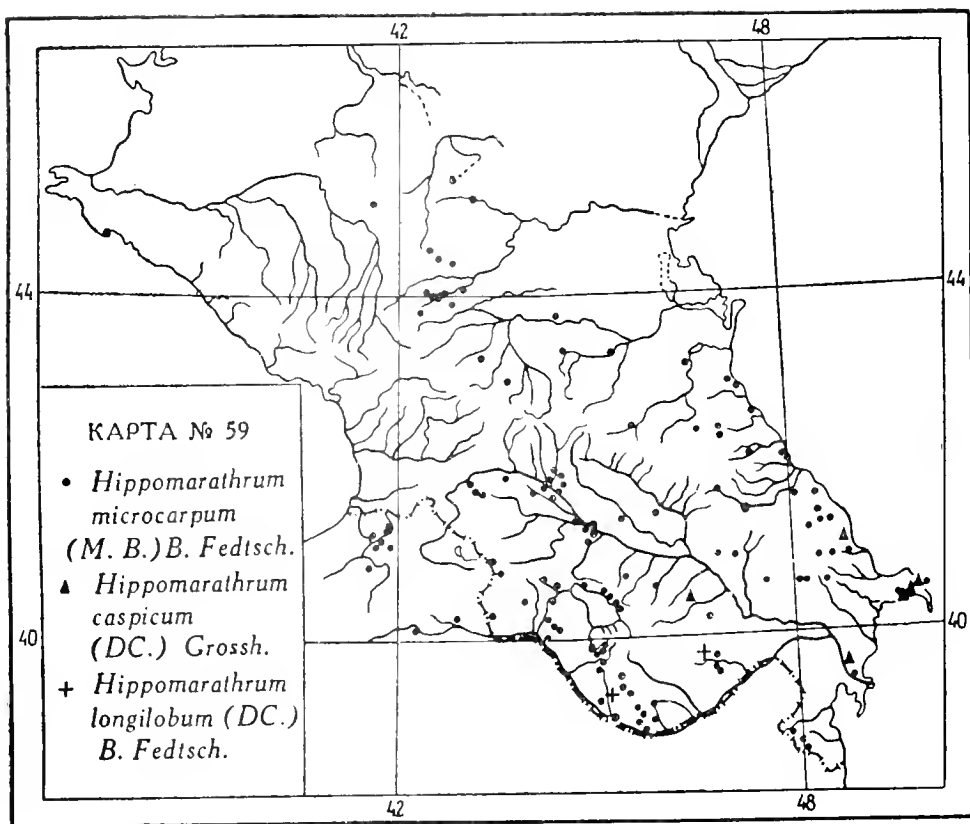 42 48
44 44
КАРТА № 59
• Hippomarathrum
microcarpum
(M. B.) B. Fedtsch.
▲ Hippomarathrum
caspicum
(DC.) Grossh.
+ Hippomarathrum
longilobum (DC.)
B. Fedtsch.
40 40
42 48